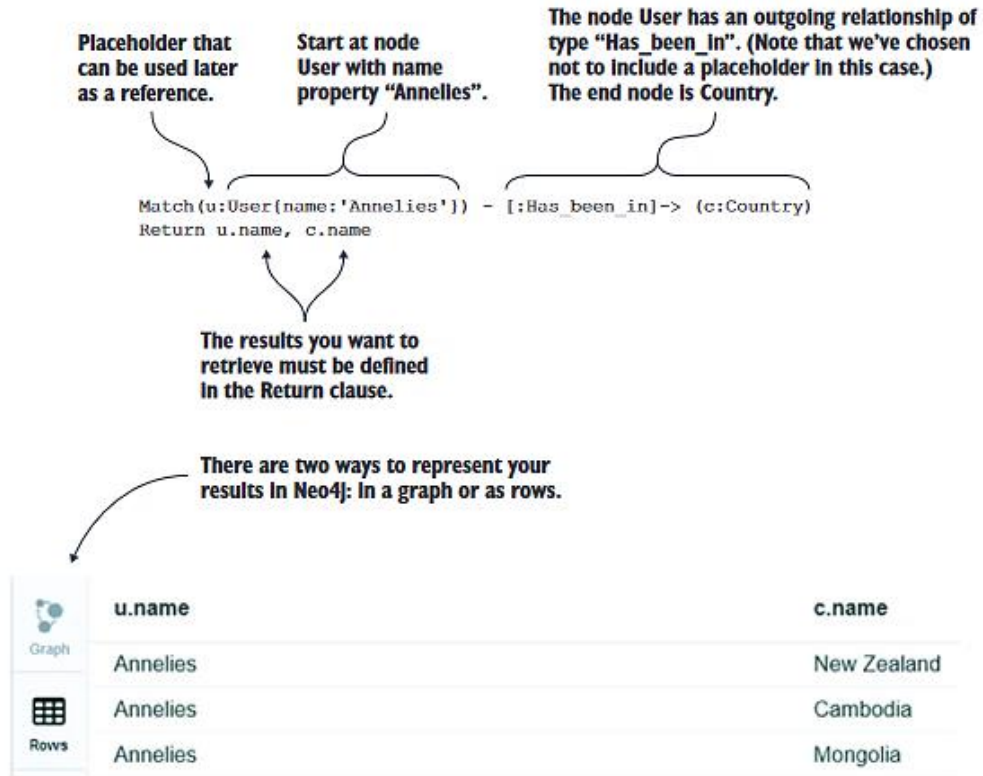 Placeholder that
can be used later
as a reference.
Start at node
User with name
property “Annelies”.
The node User has an outgoing relationship of
type “Has_been_in”. (Note that we’ve chosen
not to include a placeholder in this case.)
The end node is Country.
Match(u:User{name:'Annelies'}) - [:Has_been_in]-> (c:Country)
Return u.name, c.name
The results you want to
retrieve must be defined
in the Return clause.
There are two ways to represent your
results in Neo4j: in a graph or as rows.
Graph
Rows
u.name c.name
Annelies New Zealand
Annelies Cambodia
Annelies Mongolia